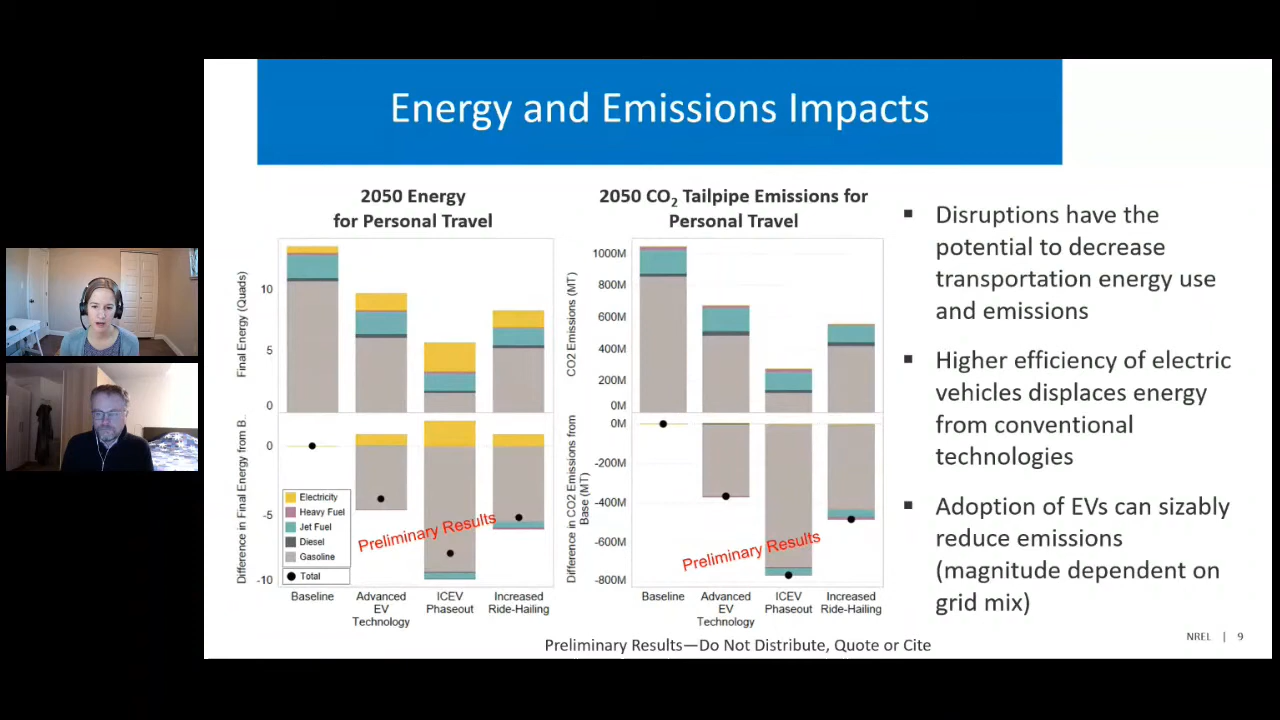 Energy and Emissions Impacts
2050 Energy
for Personal Travel
Final Energy (Quads)
10
5
0
Difference in Final Energy from B..
0
-5
-10
Electricity
Heavy Fuel
Jet Fuel
Diesel
Gasoline
Total
Preliminary Results
Baseline
Advanced
EV
Technology
ICEV
Phaseout
Increased
Ride-Hailing
2050 CO2 Tailpipe Emissions for
Personal Travel
CO2 Emissions (MT)
1000M
800M
600M
400M
200M
0M
Difference in CO2 Emissions from
Base (MT)
0M
-200M
-400M
-600M
-800M
Preliminary Results
Baseline
Advanced
EV
Technology
ICEV
Phaseout
Increased
Ride-Hailing
▪ Disruptions have the
potential to decrease
transportation energy use
and emissions
▪ Higher efficiency of electric
vehicles displaces energy
from conventional
technologies
▪ Adoption of EVs can sizably
reduce emissions
(magnitude dependent on
grid mix)
Preliminary Results—Do Not Distribute, Quote or Cite
NREL | 9